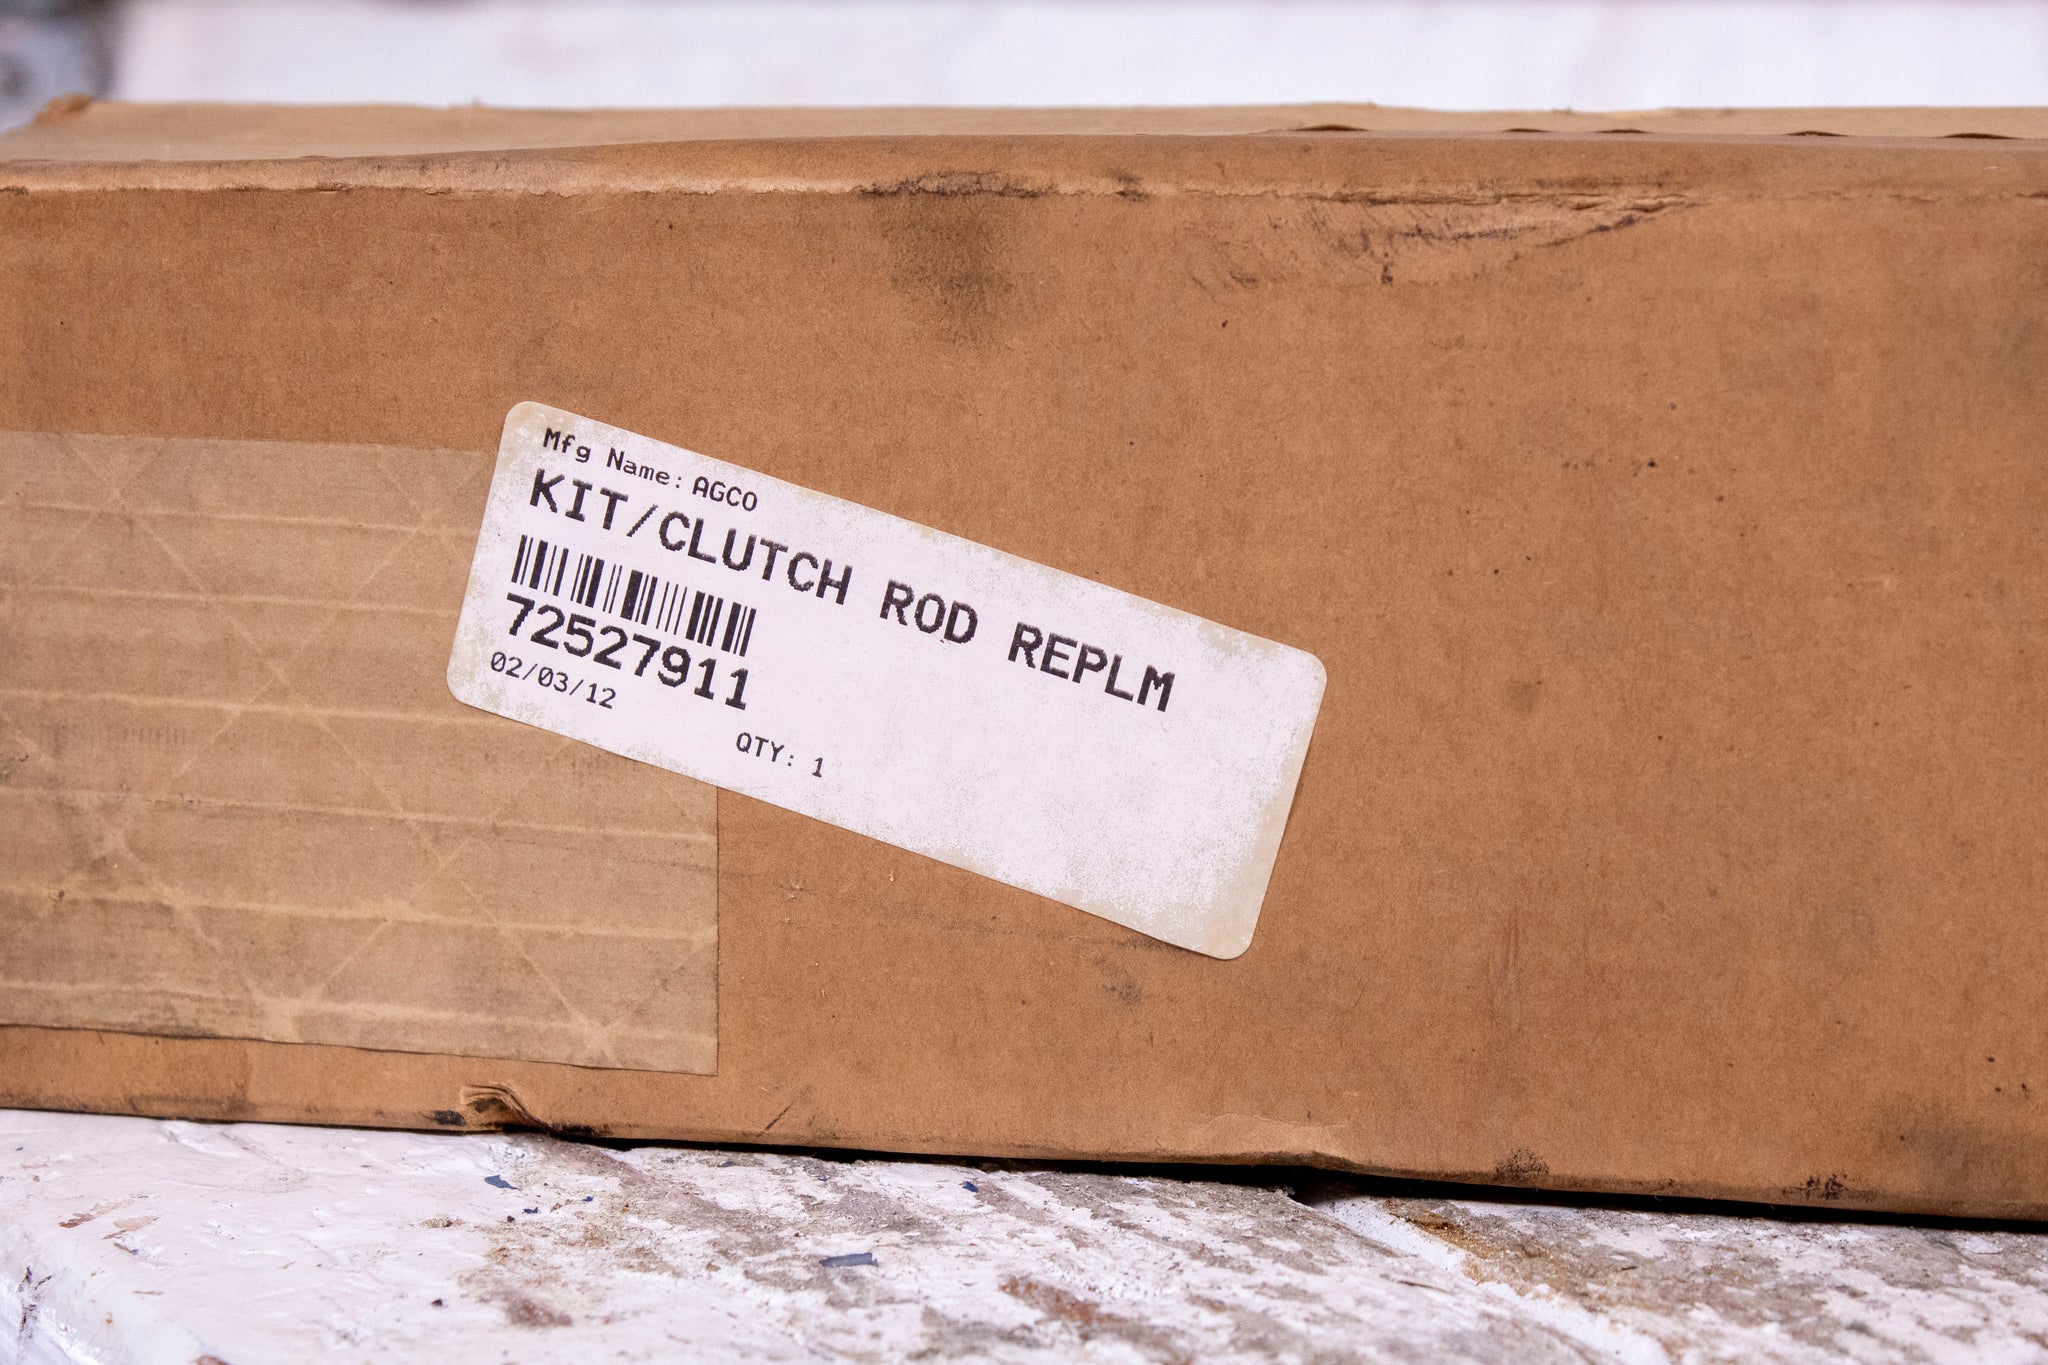 Mfg Name: AGCO
KIT/CLUTCH ROD REPLM
72527911
02/03/12
QTY: 1